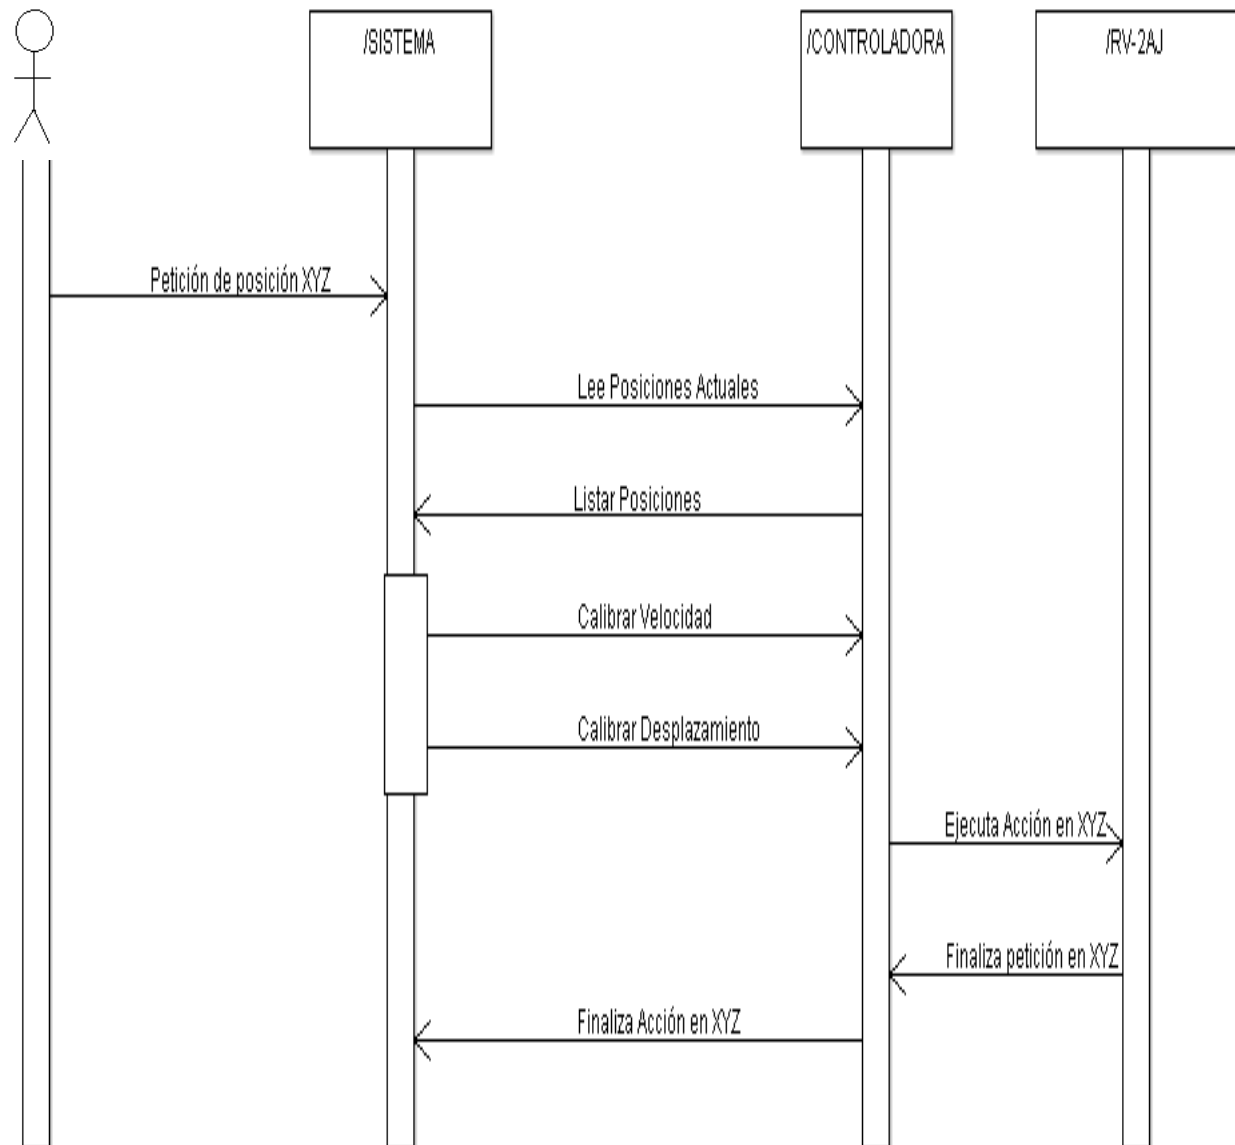 /SISTEMA
/CONTROLADORA
/RV-2AJ
Petición de posición XYZ
Lee Posiciones Actuales
Listar Posiciones
Calibrar Velocidad
Calibrar Desplazamiento
Ejecuta Acción en XYZ
Finaliza petición en XYZ
Finaliza Acción en XYZ